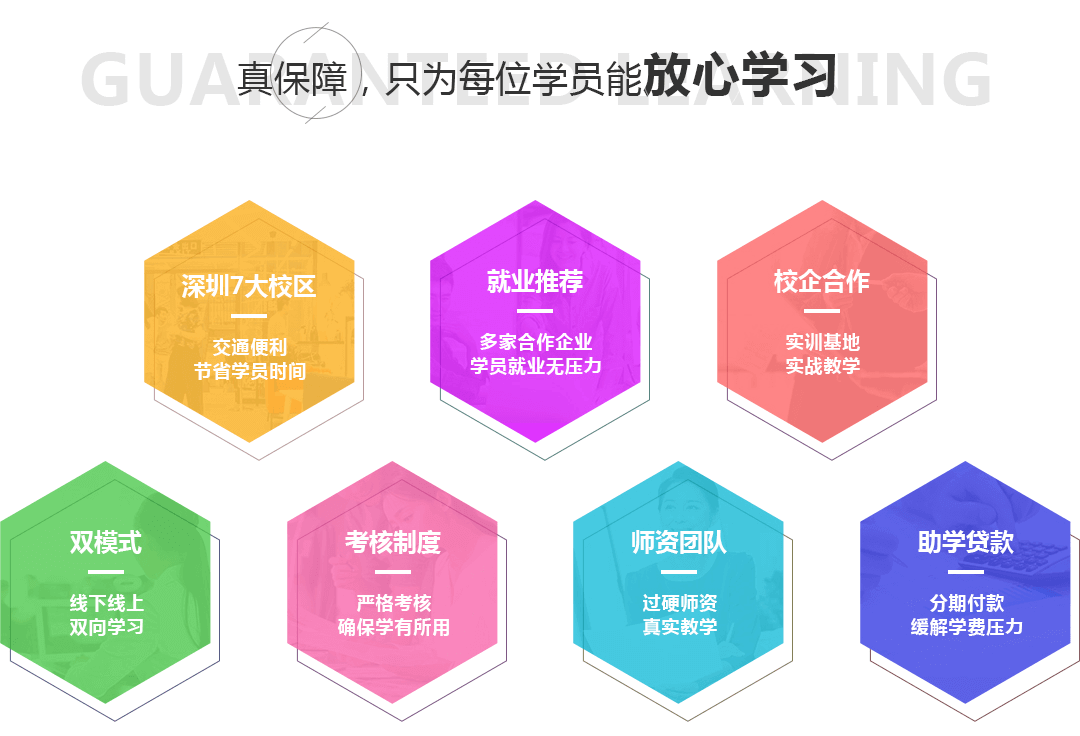 GUARANTEED LEARNING
真保障，只为每位学员能放心学习
深圳7大校区
交通便利
节省学员时间
就业推荐
多家合作企业
学员就业无压力
校企合作
实训基地
实战教学
双模式
线下线上
双向学习
考核制度
严格考核
确保学有所用
师资团队
过硬师资
真实教学
助学贷款
分期付款
缓解学费压力